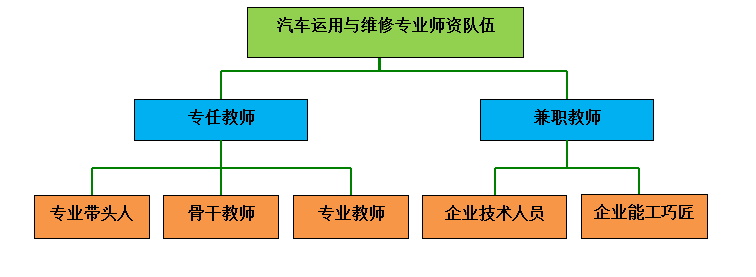 汽车运用与维修专业师资队伍
专任教师
兼职教师
专业带头人
骨干教师
专业教师
企业技术人员
企业能工巧匠